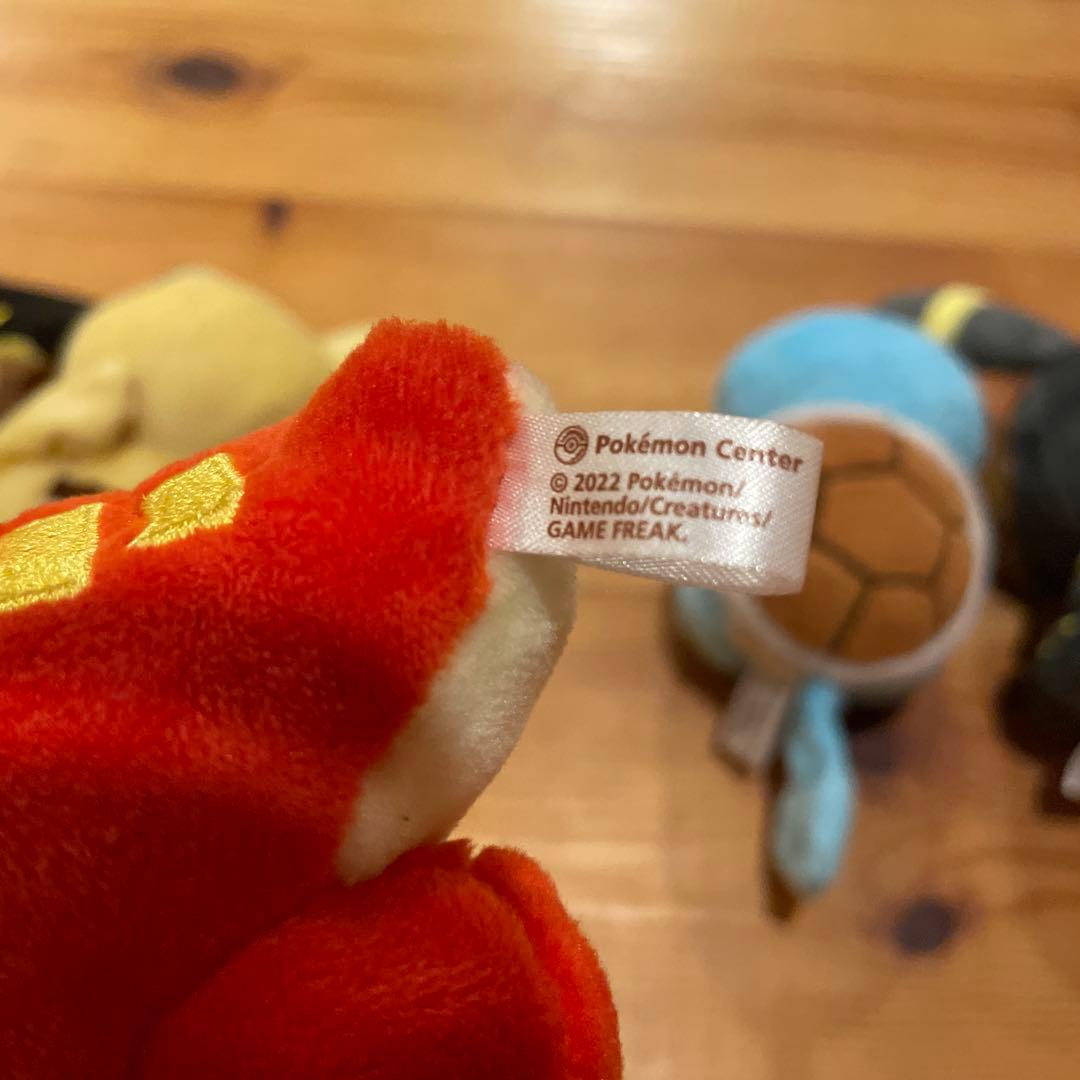 Pokémon Center
© 2022 Pokémon/
Nintendo/Creatures/
GAME FREAK.